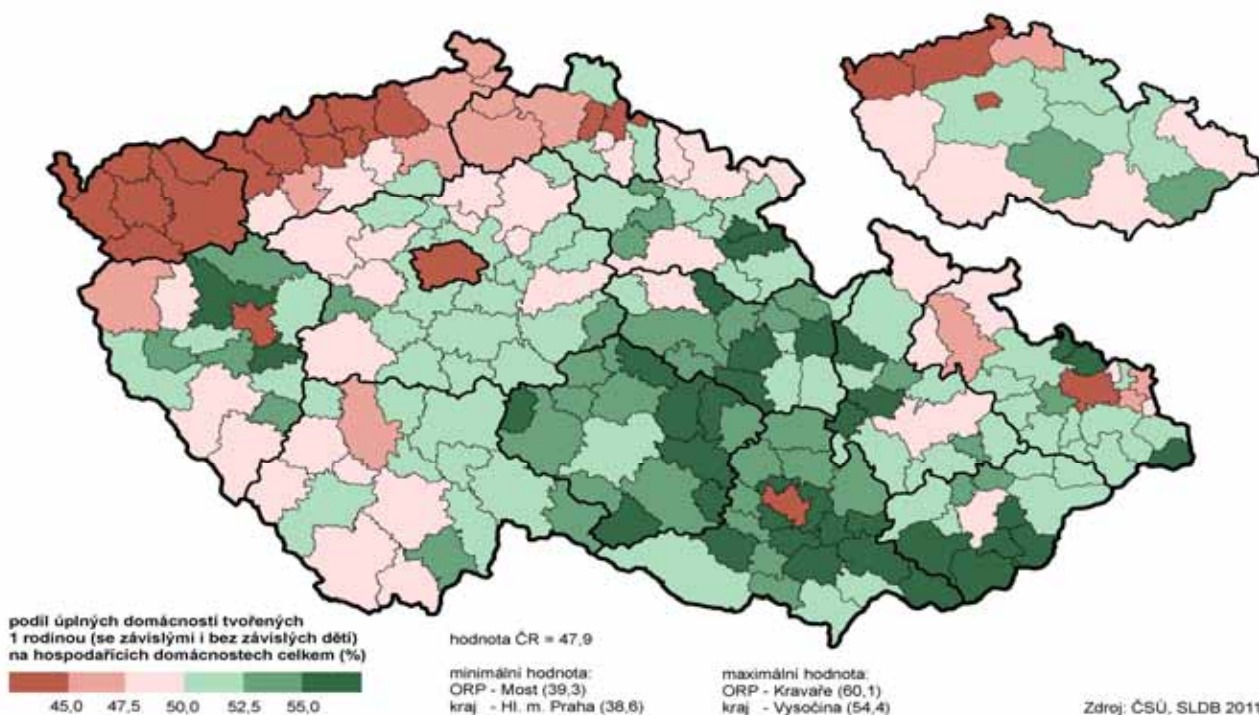 podíl úplných domácností tvořených
1 rodinou (se závislými i bez závislých dětí)
na hospodařících domácnostech celkem (%)
45,0 47,5 50,0 52,5 55,0
hodnota ČR = 47,9
minimální hodnota:
ORP - Most (39,3)
kraj - Hl. m. Praha (38,6)
maximální hodnota:
ORP - Kravaře (60,1)
kraj - Vysočina (54,4)
Zdroj: ČSÚ, SLDB 2011